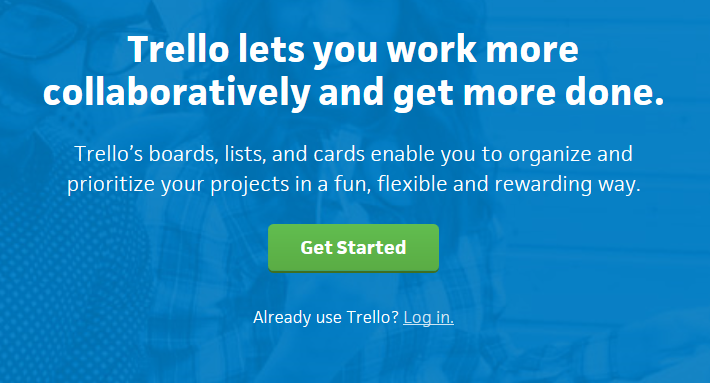 Trello lets you work more
collaboratively and get more done.
Trello’s boards, lists, and cards enable you to organize and
prioritize your projects in a fun, flexible and rewarding way.
Get Started
Already use Trello? Log in.